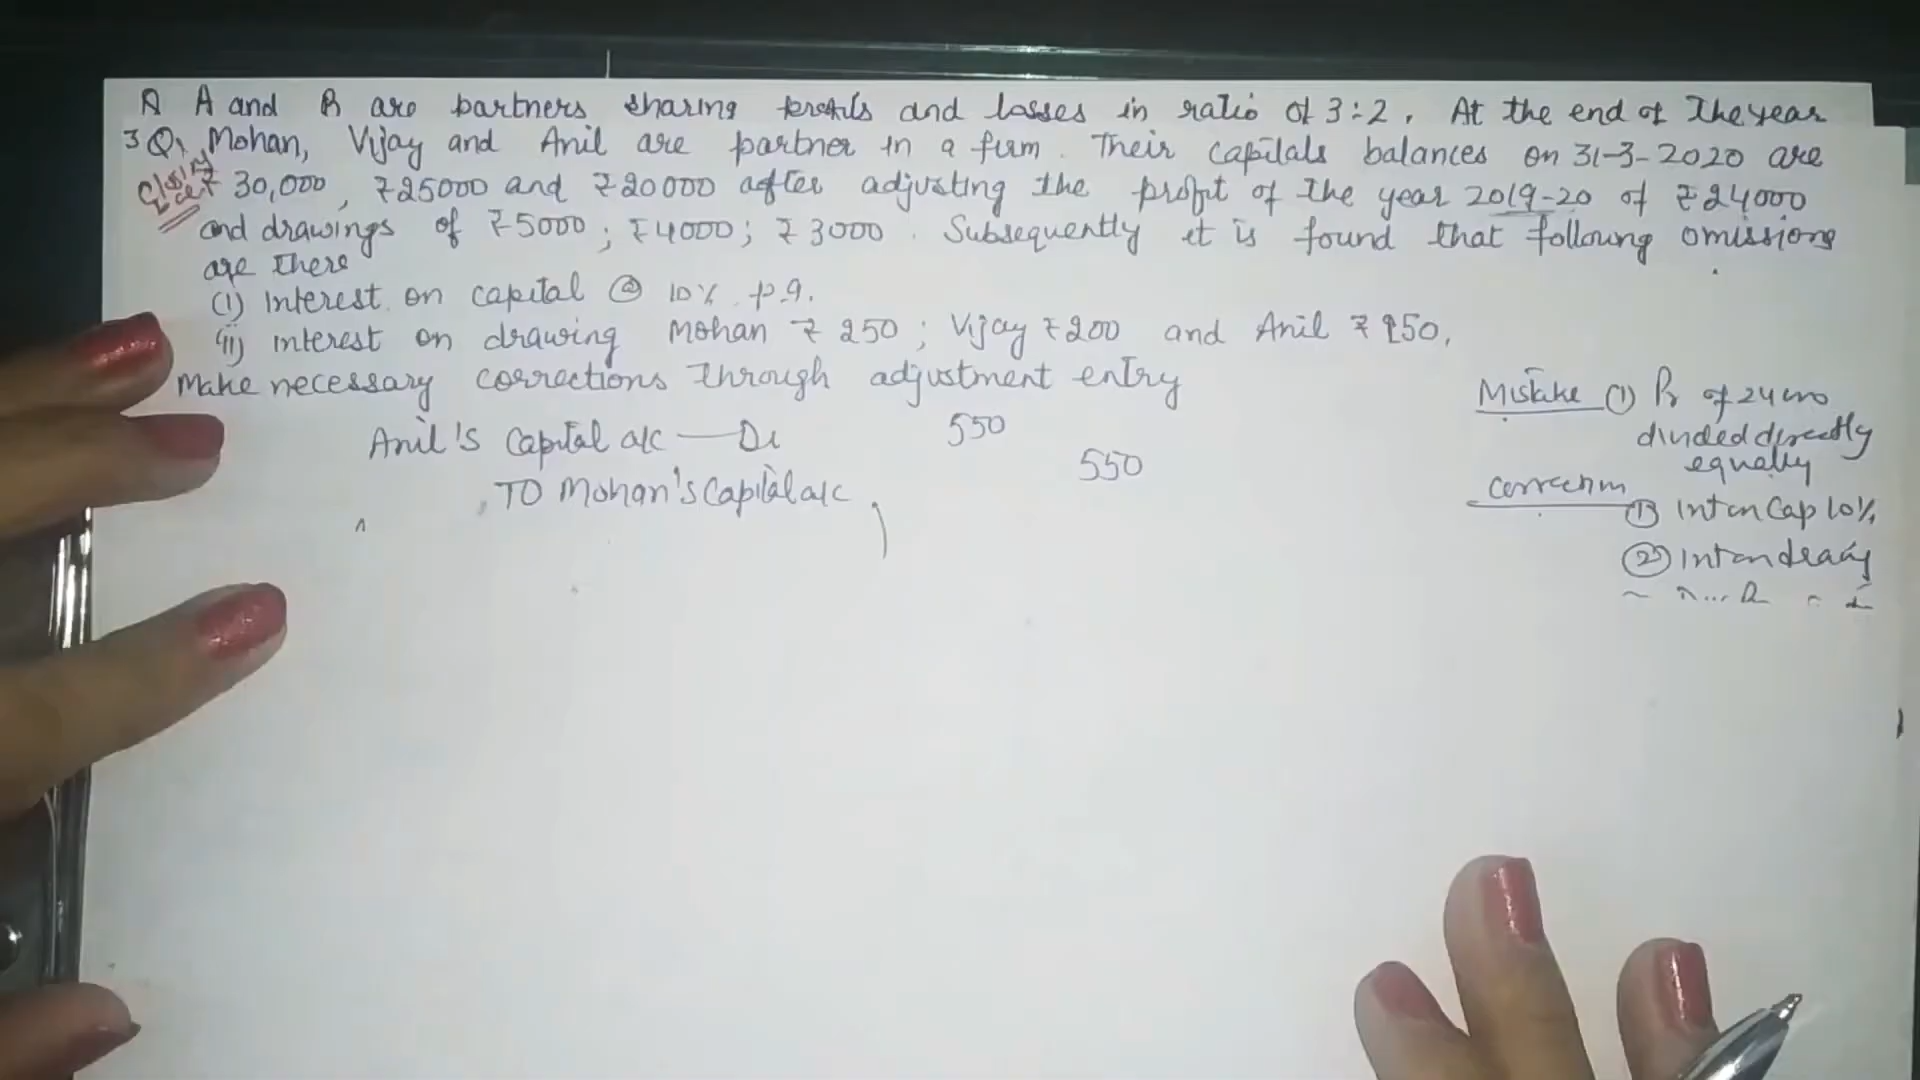 A and B are partners sharing profits and losses in ratio of 3:2. At the end of the year
3 Q. Mohan, Vijay and Anil are partner in a firm. Their capitals balances on 31-3-2020 are
Closing
₹ 30,000, ₹25000 and ₹20000 after adjusting the profit of the year 2019-20 of ₹24000
and drawings of ₹5000; ₹4000; ₹3000. Subsequently it is found that following omissions
are there
(i) Interest on capital @ 10% p.a.
(ii) interest on drawing Mohan ₹ 250; Vijay ₹200 and Anil ₹150.
Make necessary corrections through adjustment entry
Anil's Capital a/c — Dr 550
TO Mohan's Capital a/c 550
Mistake (1) Pr of 24000
divided directly
equally
correction
(1) Int on Cap 10%
(2) Int on drawing